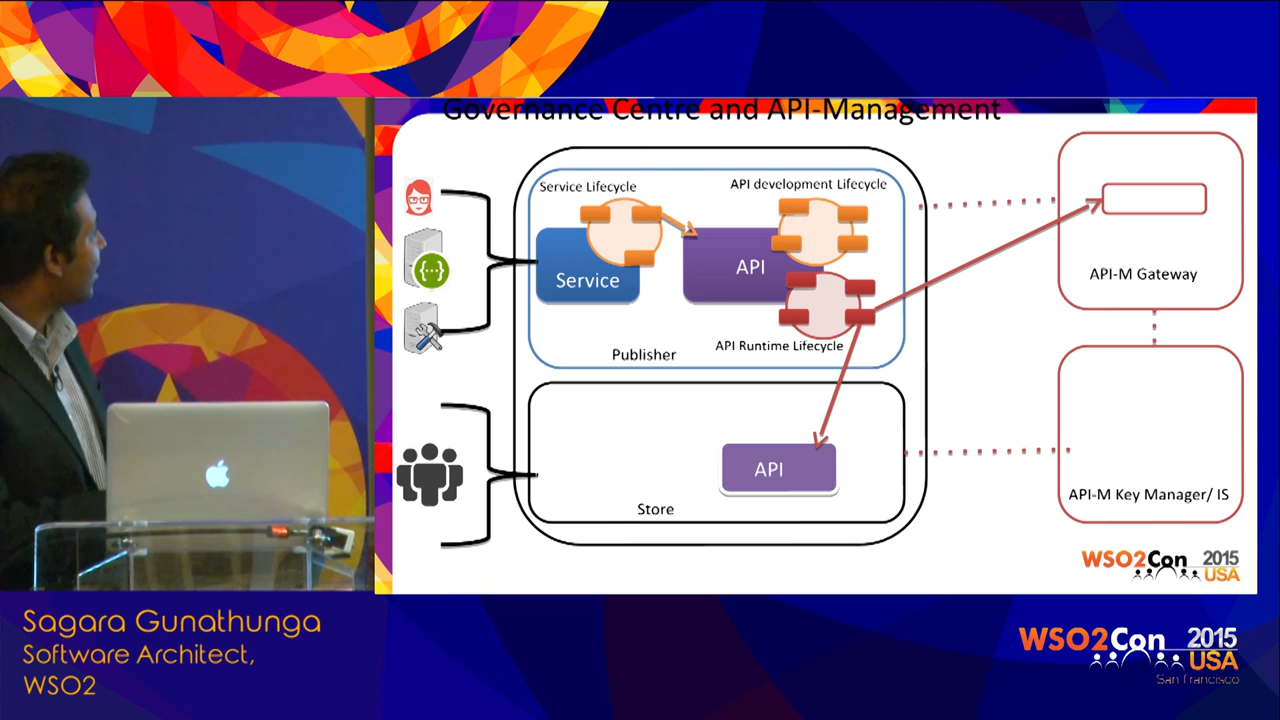 Governance Centre and API-Management
Service Lifecycle
API development Lifecycle
Service
API
API Runtime Lifecycle
Publisher
API
Store
API-M Gateway
API-M Key Manager/ IS
WSO2Con 2015
USA
Sagara Gunathunga
Software Architect,
WSO2
WSO2Con 2015
USA
San Francisco